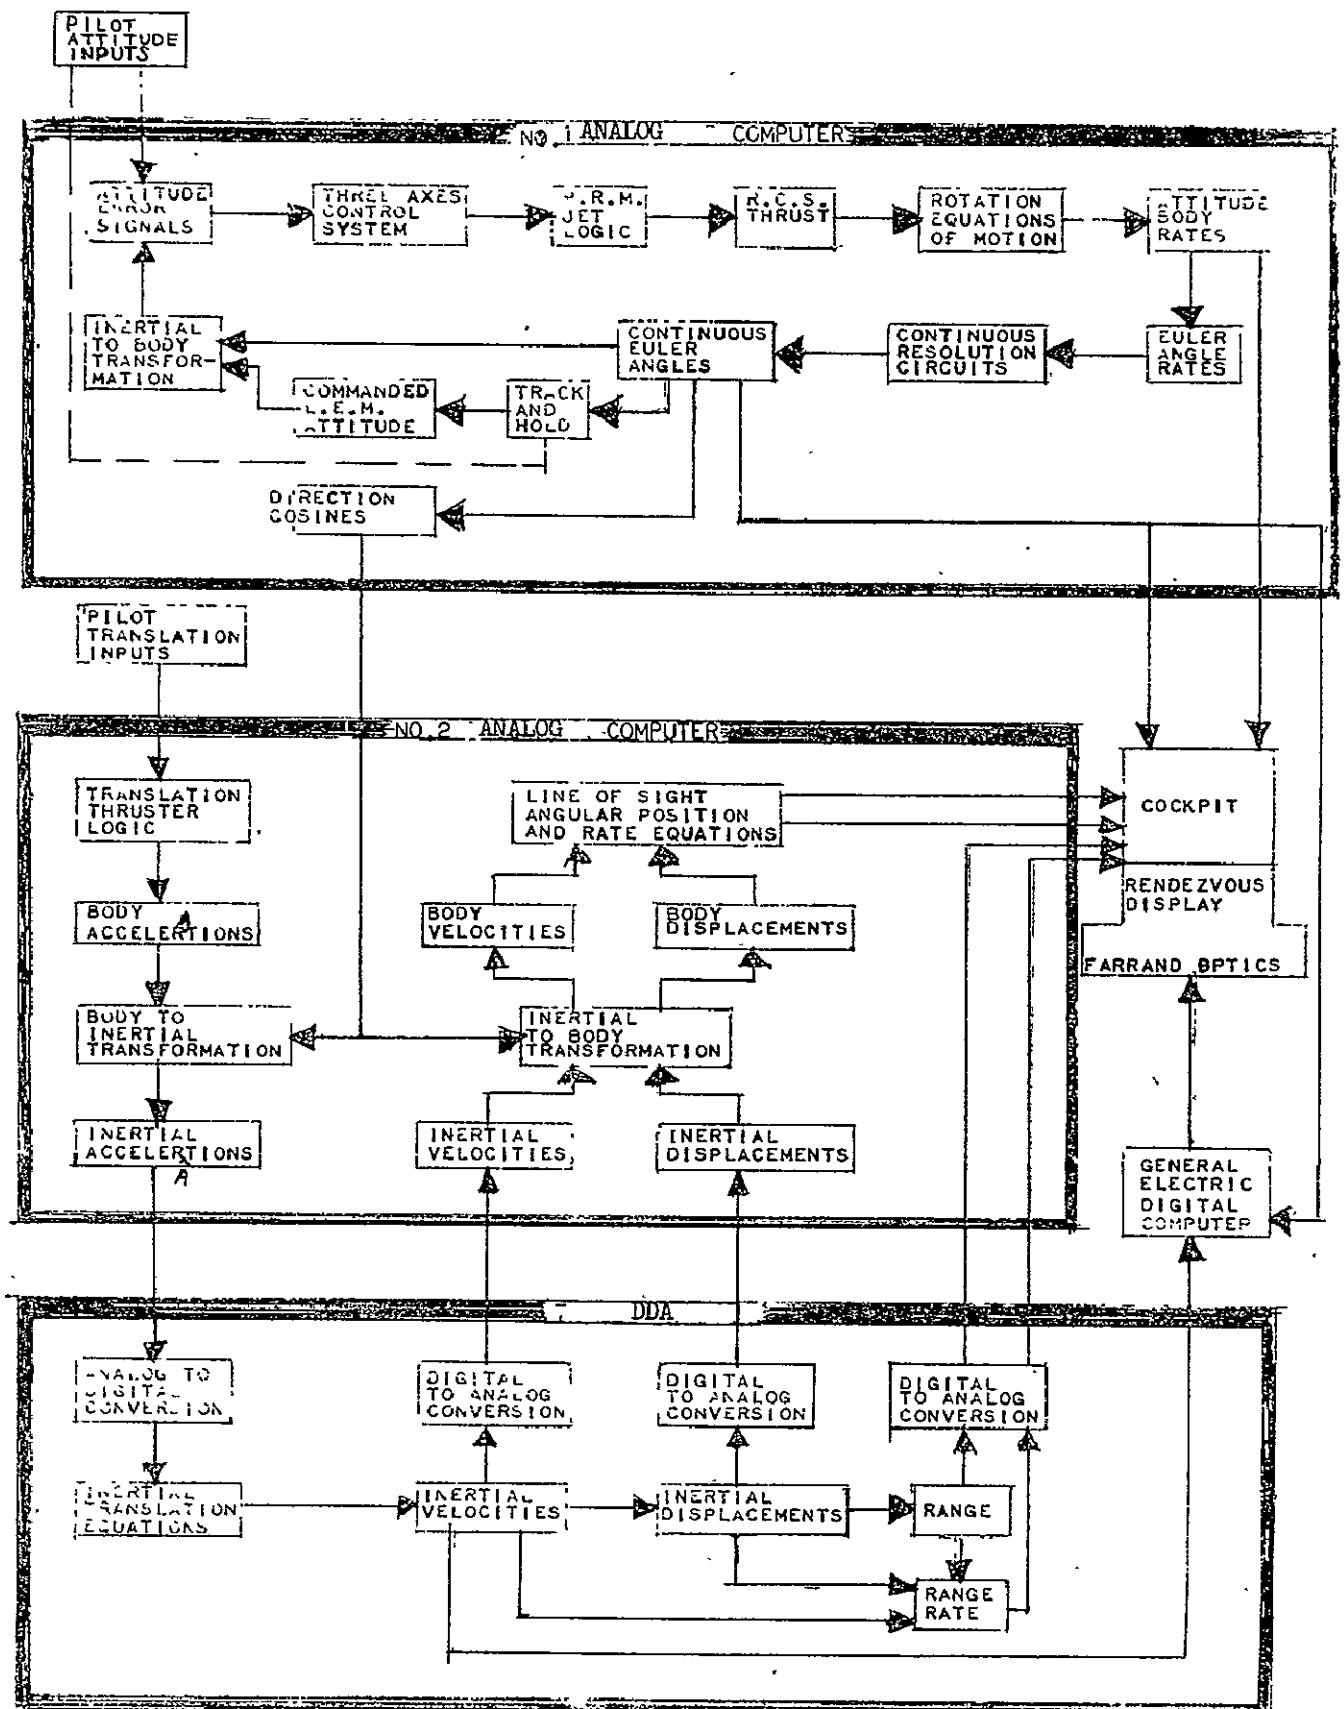 PILOT
ATTITUDE
INPUTS
NO. 1 ANALOG COMPUTER
ATTITUDE
ERROR
SIGNALS
THREE AXES
CONTROL
SYSTEM
P.R.M.
JET
LOGIC
R.C.S.
THRUST
ROTATION
EQUATIONS
OF MOTION
ATTITUDE
BODY
RATES
INERTIAL
TO BODY
TRANSFOR-
MATION
CONTINUOUS
EULER
ANGLES
CONTINUOUS
RESOLUTION
CIRCUITS
EULER
ANGLE
RATES
COMMANDED
L.E.M.
ATTITUDE
TRACK
AND
HOLD
DIRECTION
COSINES
PILOT
TRANSLATION
INPUTS
NO. 2 ANALOG COMPUTER
TRANSLATION
THRUSTER
LOGIC
LINE OF SIGHT
ANGULAR POSITION
AND RATE EQUATIONS
COCKPIT
RENDEZVOUS
DISPLAY
FARRAND OPTICS
BODY
A
ACCELERTIONS
BODY
VELOCITIES
BODY
DISPLACEMENTS
BODY TO
INERTIAL
TRANSFORMATION
INERTIAL
TO BODY
TRANSFORMATION
INERTIAL
ACCELERTIONS
A
INERTIAL
VELOCITIES
INERTIAL
DISPLACEMENTS
GENERAL
ELECTRIC
DIGITAL
COMPUTER
DDA
ANALOG TO
DIGITAL
CONVERSION
DIGITAL
TO ANALOG
CONVERSION
DIGITAL
TO ANALOG
CONVERSION
DIGITAL
TO ANALOG
CONVERSION
INERTIAL
TRANSLATION
EQUATIONS
INERTIAL
VELOCITIES
INERTIAL
DISPLACEMENTS
RANGE
RANGE
RATE